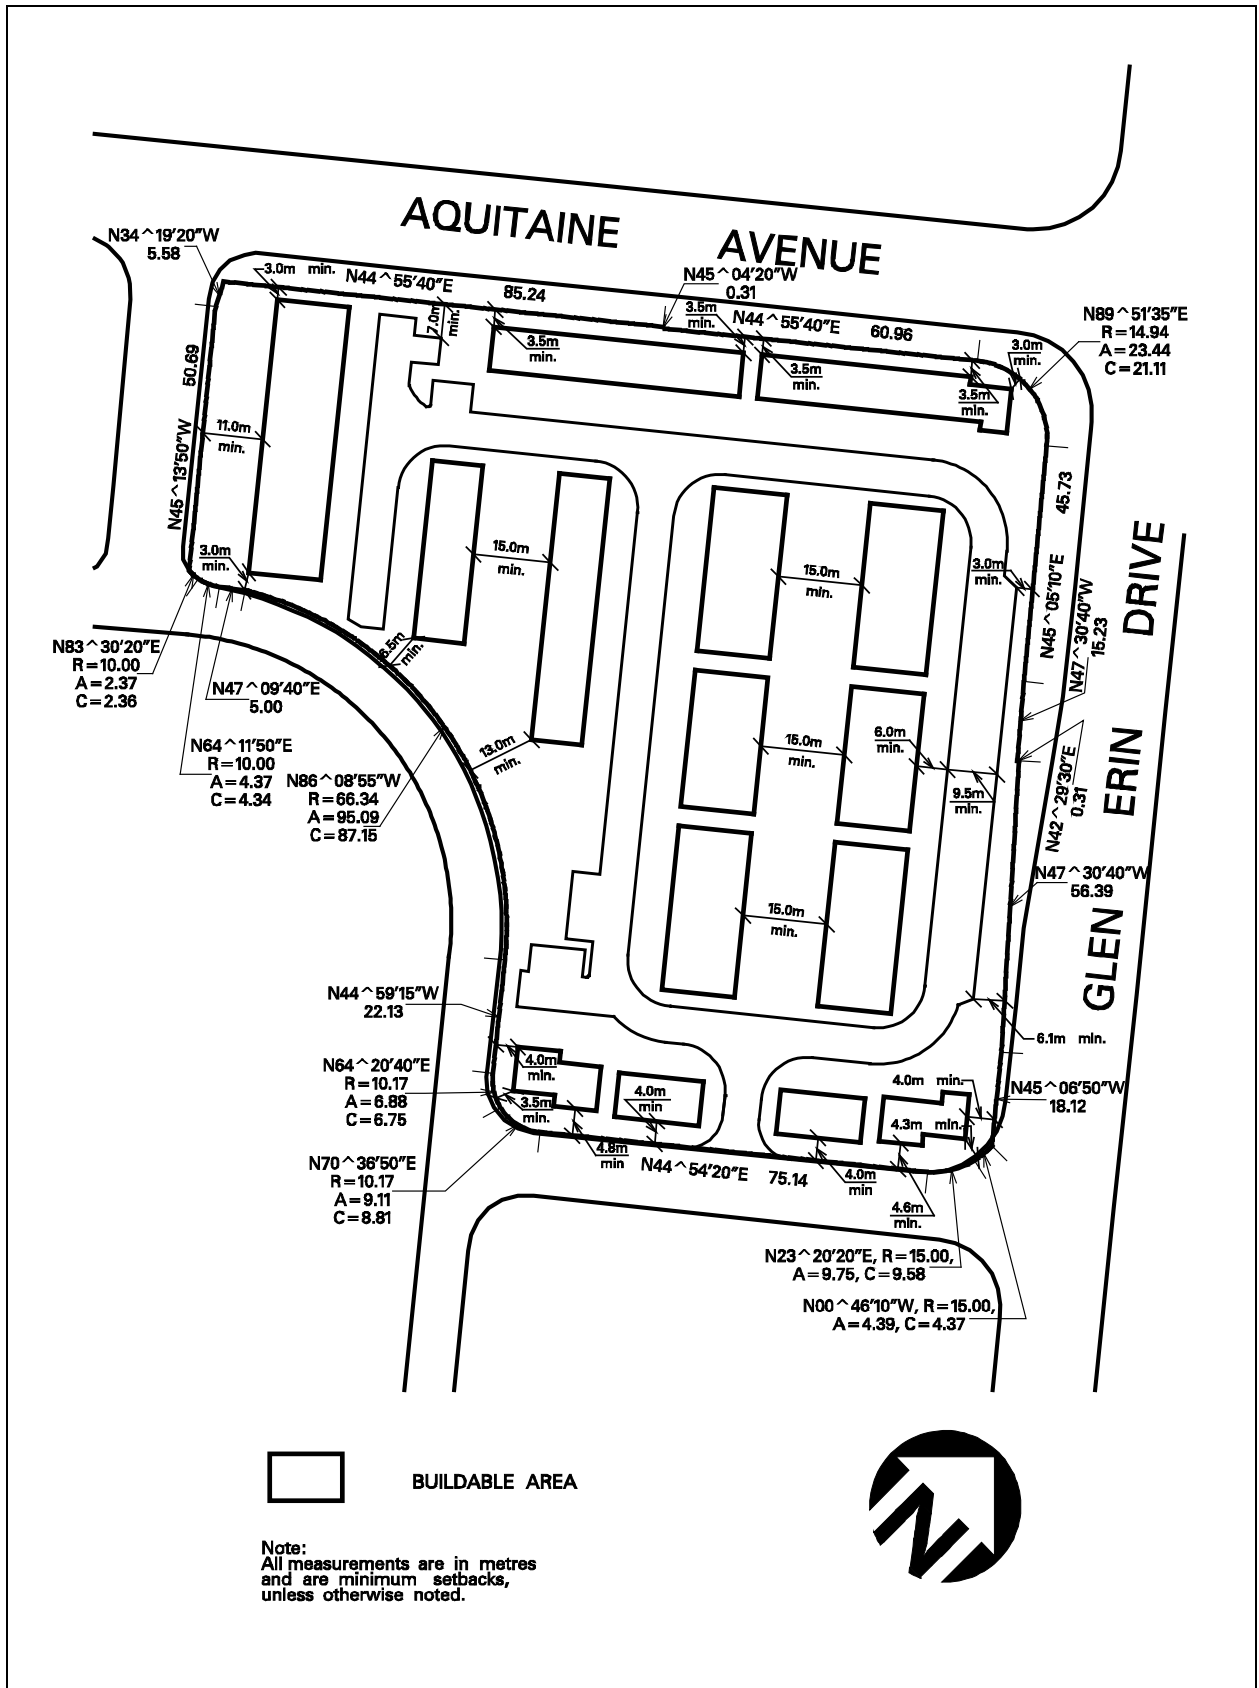 AQUITAINE AVENUE
N34^19'20"W
5.58
3.0m min.
N44^55'40"E
85.24
N45^04'20"W
0.31
3.5m
min.
N44^55'40"E
60.96
N89^51'35"E
R=14.94
A=23.44
C=21.11
3.0m
min.
7.0m
min.
3.5m
min.
3.5m
min.
3.5m
min.
50.69
N45^13'50"W
11.0m
min.
3.0m
min.
45.73
N45^05'10"E
15.0m
min.
15.0m
min.
3.0m
min.
N47^30'40"W
15.23
GLEN ERIN DRIVE
N83^30'20"E
R=10.00
A=2.37
C=2.36
6.5m
min.
N47^09'40"E
5.00
N64^11'50"E
R=10.00
A=4.37
C=4.34
N86^08'55"W
R=66.34
A=95.09
C=87.15
13.0m
min.
15.0m
min.
6.0m
min.
9.5m
min.
N42^29'30"E
0.31
N47^30'40"W
56.39
15.0m
min.
N44^59'15"W
22.13
6.1m min.
N64^20'40"E
R=10.17
A=6.88
C=6.75
4.0m
min.
3.5m
min.
4.0m
min
4.0m min.
4.3m min.
N45^06'50"W
18.12
N70^36'50"E
R=10.17
A=9.11
C=8.81
4.8m
min
N44^54'20"E
75.14
4.0m
min
4.6m
min.
N23^20'20"E, R=15.00,
A=9.75, C=9.58
N00^46'10"W, R=15.00,
A=4.39, C=4.37
BUILDABLE AREA
N
Note:
All measurements are in metres
and are minimum setbacks,
unless otherwise noted.